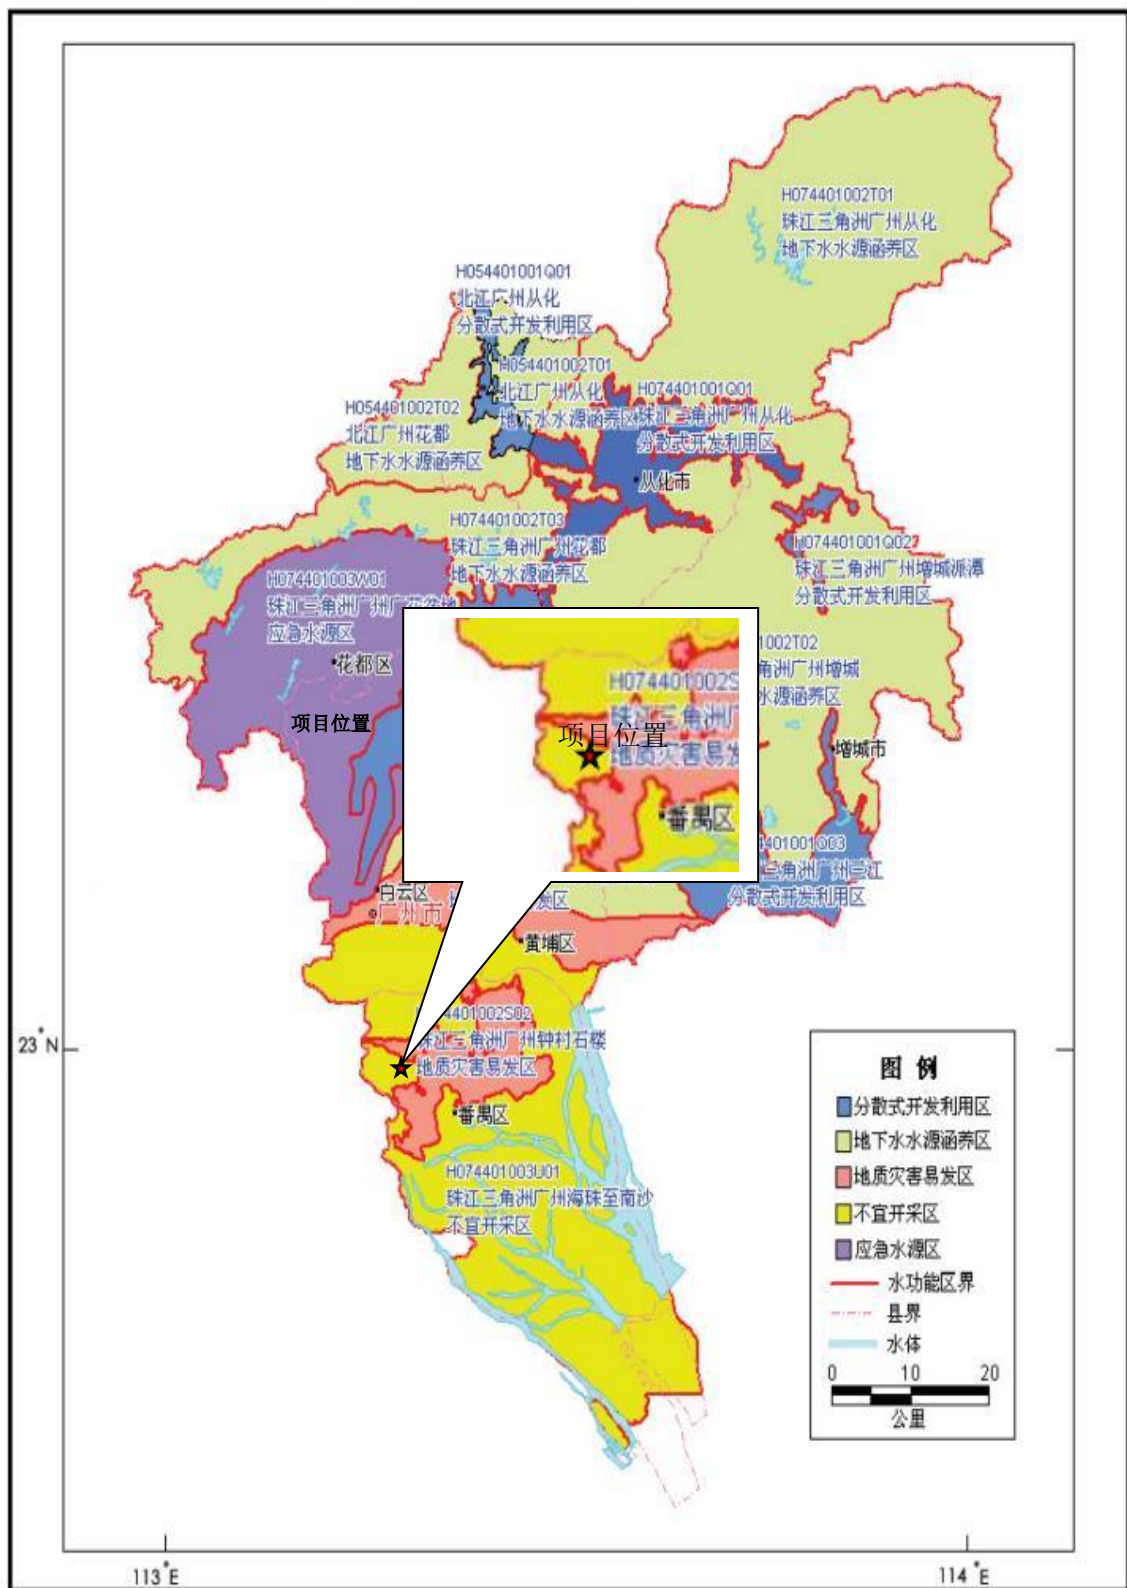 H074401002T01
珠江三角洲广州从化
地下水水源涵养区
H054401001Q01
北江广州从化
分散式开发利用区
H054401002T01
北江广州从化
地下水水源涵养区
H074401001Q01
珠江三角洲广州从化
分散式开发利用区
H054401002T02
北江广州花都
地下水水源涵养区
从化市
H074401002T03
珠江三角洲广州花都
地下水水源涵养区
H074401001Q02
珠江三角洲广州增城派潭
分散式开发利用区
H074401003W01
珠江三角洲广州广花盆地
应急水源区
花都区
项目位置
002T02
角洲广州增城
水源涵养区
H074401002S
珠江三角洲广
地质灾害易发
项目位置
番禺区
增城市
4401001Q03
三角洲广州三江
分散式开发利用区
白云区
广州市
发区
黄埔区
4401002S02
珠江三角洲广州钟村石楼
地质灾害易发区
23°N
番禺区
H074401003U01
珠江三角洲广州海珠至南沙
不宜开采区
图 例
分散式开发利用区
地下水水源涵养区
地质灾害易发区
不宜开采区
应急水源区
水功能区界
县界
水体
0 10 20
公里
113°E 114°E